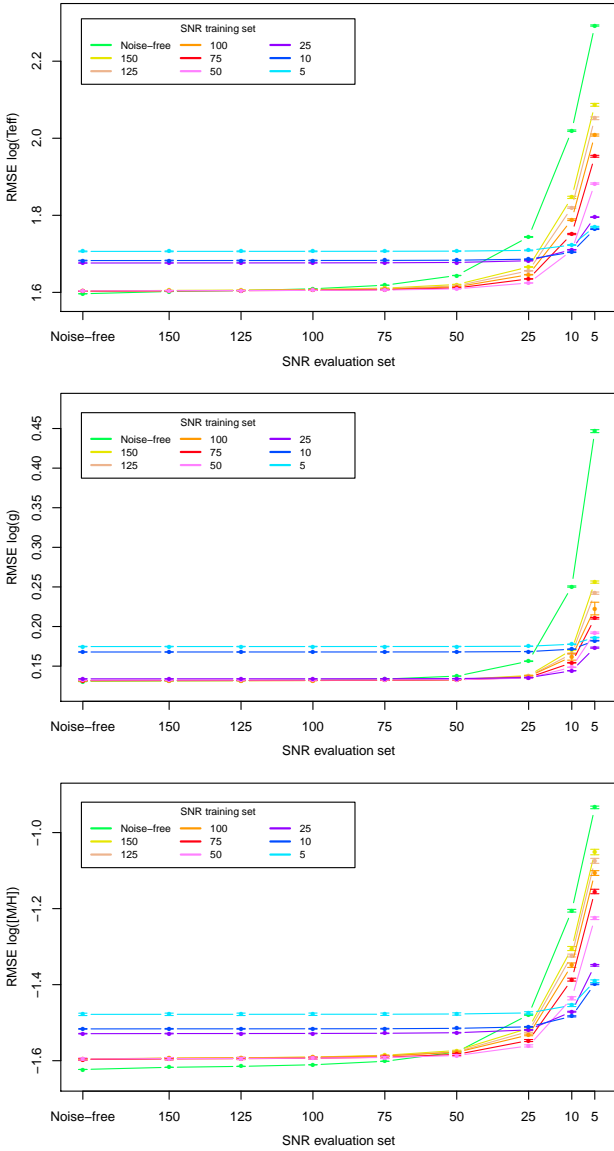 SNR training set
Noise−free 100 25
150 75 10
125 50 5
RMSE log(Teff)
2.2
2.0
1.8
1.6
Noise−free 150 125 100 75 50 25 10 5
SNR evaluation set
SNR training set
Noise−free 100 25
150 75 10
125 50 5
RMSE log(g)
0.45
0.40
0.35
0.30
0.25
0.20
0.15
Noise−free 150 125 100 75 50 25 10 5
SNR evaluation set
SNR training set
Noise−free 100 25
150 75 10
125 50 5
RMSE log([M/H])
−1.0
−1.2
−1.4
−1.6
Noise−free 150 125 100 75 50 25 10 5
SNR evaluation set